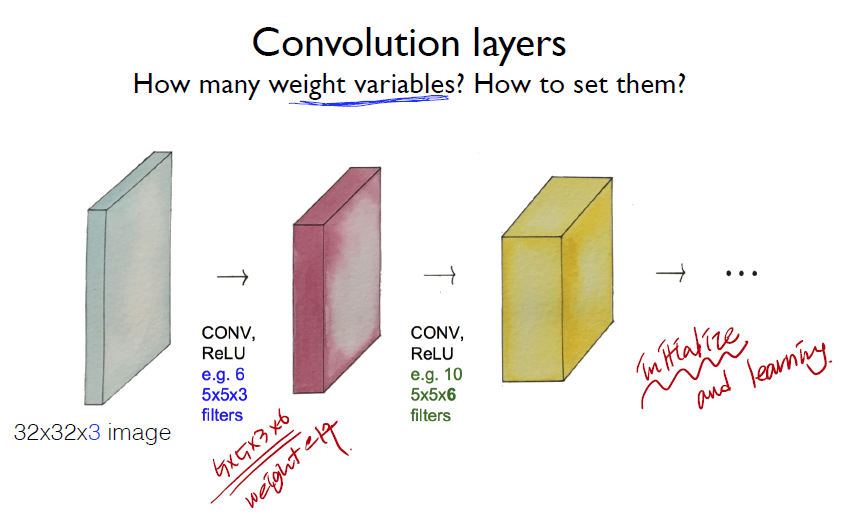 Convolution layers
How many weight variables? How to set them?
CONV,
ReLU
e.g. 6
5x5x3
filters
CONV,
ReLU
e.g. 10
5x5x6
filters
...
32x32x3 image
5x5x3x6
weight
initialize
and learning.